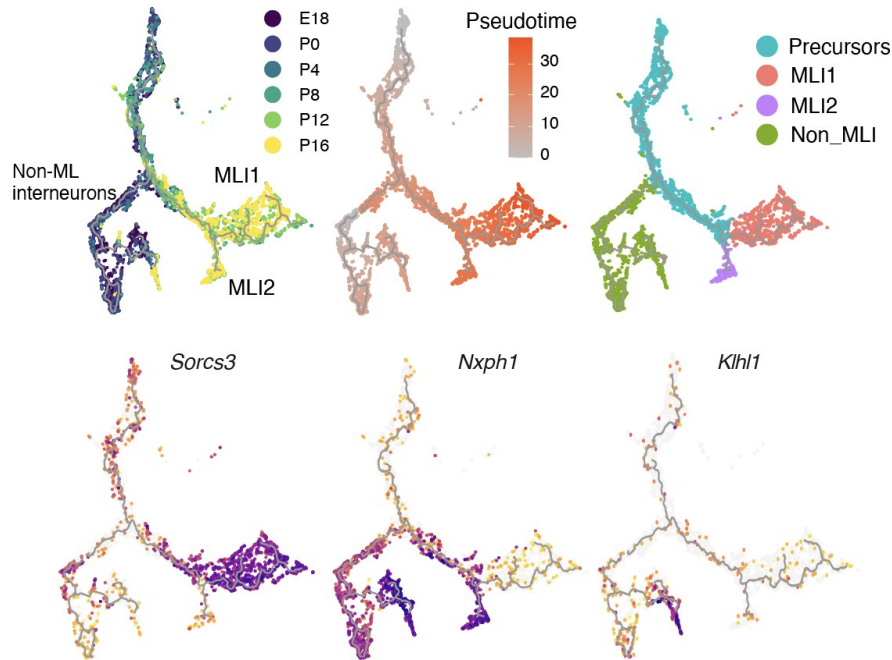 E18
P0
P4
P8
P12
P16
Non-ML
interneurons
MLI1
MLI2
Pseudotime
30
20
10
0
Precursors
MLI1
MLI2
Non_MLI
Sorcs3
Nxph1
Klhl1